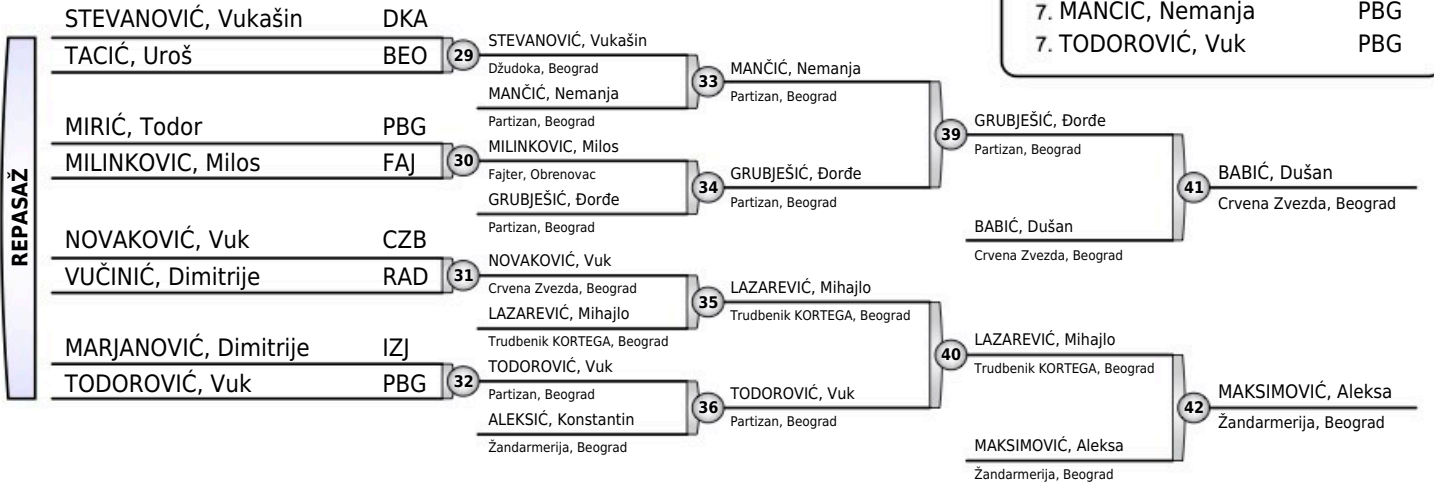 STEVANOVIĆ, Vukašin DKA
TACIĆ, Uroš BEO
MIRIĆ, Todor PBG
MILINKOVIC, Milos FAJ
NOVAKOVIĆ, Vuk CZB
VUČINIĆ, Dimitrije RAD
MARJANOVIĆ, Dimitrije IZJ
TODOROVIĆ, Vuk PBG
REPASAŽ
29
30
31
32
STEVANOVIĆ, Vukašin
Džudoka, Beograd
MANČIĆ, Nemanja
Partizan, Beograd
MILINKOVIC, Milos
Fajter, Obrenovac
GRUBJEŠIĆ, Đorđe
Partizan, Beograd
NOVAKOVIĆ, Vuk
Crvena Zvezda, Beograd
LAZAREVIĆ, Mihajlo
Trudbenik KORTEGA, Beograd
TODOROVIĆ, Vuk
Partizan, Beograd
ALEKSIĆ, Konstantin
Žandarmerija, Beograd
33
34
35
36
MANČIĆ, Nemanja
Partizan, Beograd
GRUBJEŠIĆ, Đorđe
Partizan, Beograd
LAZAREVIĆ, Mihajlo
Trudbenik KORTEGA, Beograd
TODOROVIĆ, Vuk
Partizan, Beograd
39
40
GRUBJEŠIĆ, Đorđe
Partizan, Beograd
BABIĆ, Dušan
Crvena Zvezda, Beograd
LAZAREVIĆ, Mihajlo
Trudbenik KORTEGA, Beograd
MAKSIMOVIĆ, Aleksa
Žandarmerija, Beograd
41
42
BABIĆ, Dušan
Crvena Zvezda, Beograd
MAKSIMOVIĆ, Aleksa
Žandarmerija, Beograd
7. MANČIĆ, Nemanja PBG
7. TODOROVIĆ, Vuk PBG